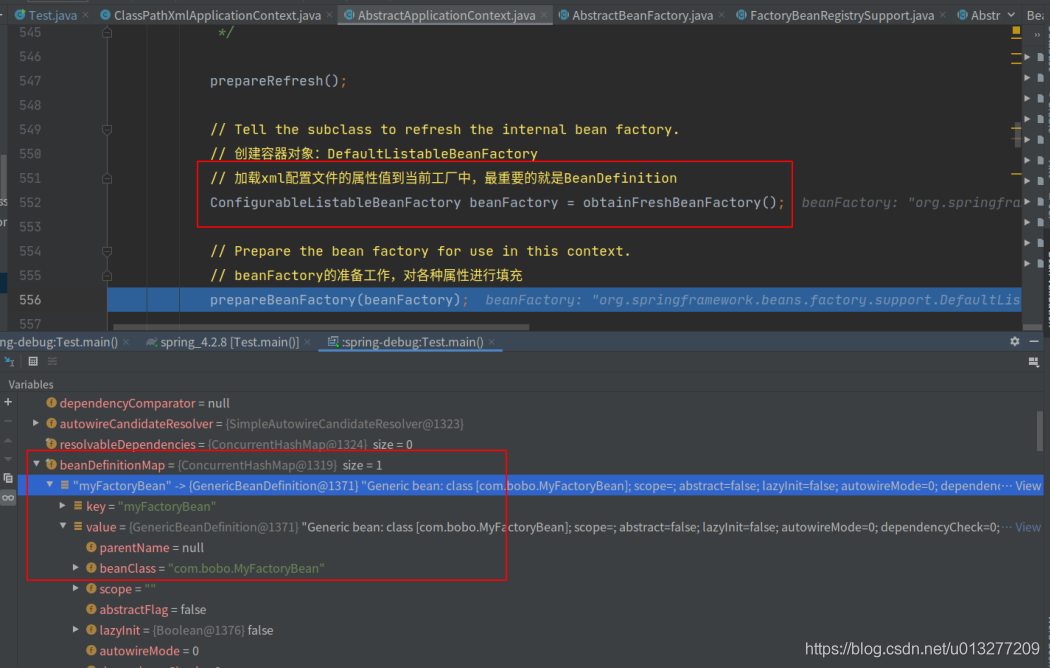 Test.java ClassPathXmlApplicationContext.java AbstractApplicationContext.java AbstractBeanFactory.java FactoryBeanRegistrySupport.java Abstr Be
545 */
546
547 prepareRefresh();
548
549 // Tell the subclass to refresh the internal bean factory.
550 // 创建容器对象：DefaultListableBeanFactory
551 // 加载xml配置文件的属性值到当前工厂中，最重要的就是BeanDefinition
552 ConfigurableListableBeanFactory beanFactory = obtainFreshBeanFactory(); beanFactory: "org.springfra
553
554 // Prepare the bean factory for use in this context.
555 // beanFactory的准备工作，对各种属性进行填充
556 prepareBeanFactory(beanFactory); beanFactory: "org.springframework.beans.factory.support.DefaultLis
557
ng-debug:Test.main() spring_4.2.8 [Test.main()] :spring-debug:Test.main()
Variables
dependencyComparator = null
autowireCandidateResolver = {SimpleAutowireCandidateResolver@1323}
resolvableDependencies = {ConcurrentHashMap@1324} size = 0
beanDefinitionMap = {ConcurrentHashMap@1319} size = 1
"myFactoryBean" -> {GenericBeanDefinition@1371} "Generic bean: class [com.bobo.MyFactoryBean]; scope=; abstract=false; lazyInit=false; autowireMode=0; dependen... View
key = "myFactoryBean"
value = {GenericBeanDefinition@1371} "Generic bean: class [com.bobo.MyFactoryBean]; scope=; abstract=false; lazyInit=false; autowireMode=0; dependencyCheck=0; ... View
parentName = null
beanClass = "com.bobo.MyFactoryBean"
scope = ""
abstractFlag = false
lazyInit = {Boolean@1376} false
autowireMode = 0
https://blog.csdn.net/u013277209